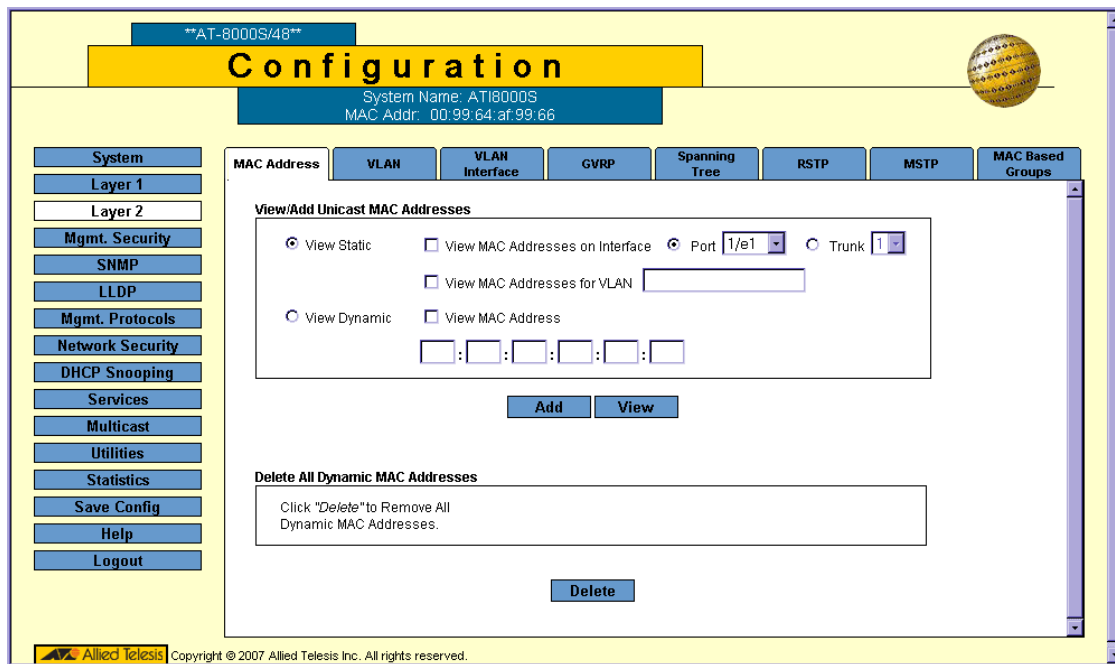 **AT-8000S/48**
Configuration
System Name: ATI8000S
MAC Addr: 00:99:64:af:99:66
System
Layer 1
Layer 2
Mgmt. Security
SNMP
LLDP
Mgmt. Protocols
Network Security
DHCP Snooping
Services
Multicast
Utilities
Statistics
Save Config
Help
Logout
MAC Address
VLAN
VLAN Interface
GVRP
Spanning Tree
RSTP
MSTP
MAC Based Groups
View/Add Unicast MAC Addresses
View Static View MAC Addresses on Interface Port 1/e1 Trunk 1
View MAC Addresses for VLAN
View Dynamic View MAC Address
: : : : :
Add View
Delete All Dynamic MAC Addresses
Click "Delete" to Remove All
Dynamic MAC Addresses.
Delete
Allied Telesis Copyright © 2007 Allied Telesis Inc. All rights reserved.